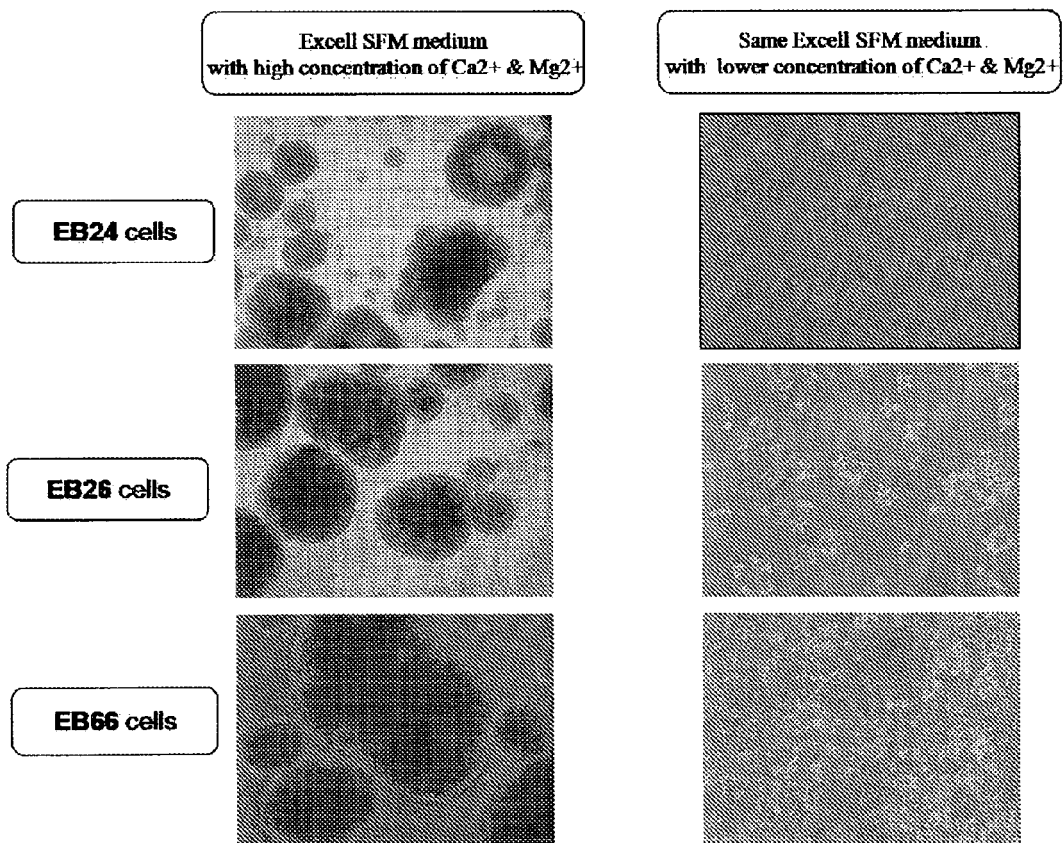 Excell SFM medium
with high concentration of Ca2+ & Mg2+
Same Excell SFM medium
with lower concentration of Ca2+ & Mg2+
EB24 cells
EB26 cells
EB66 cells